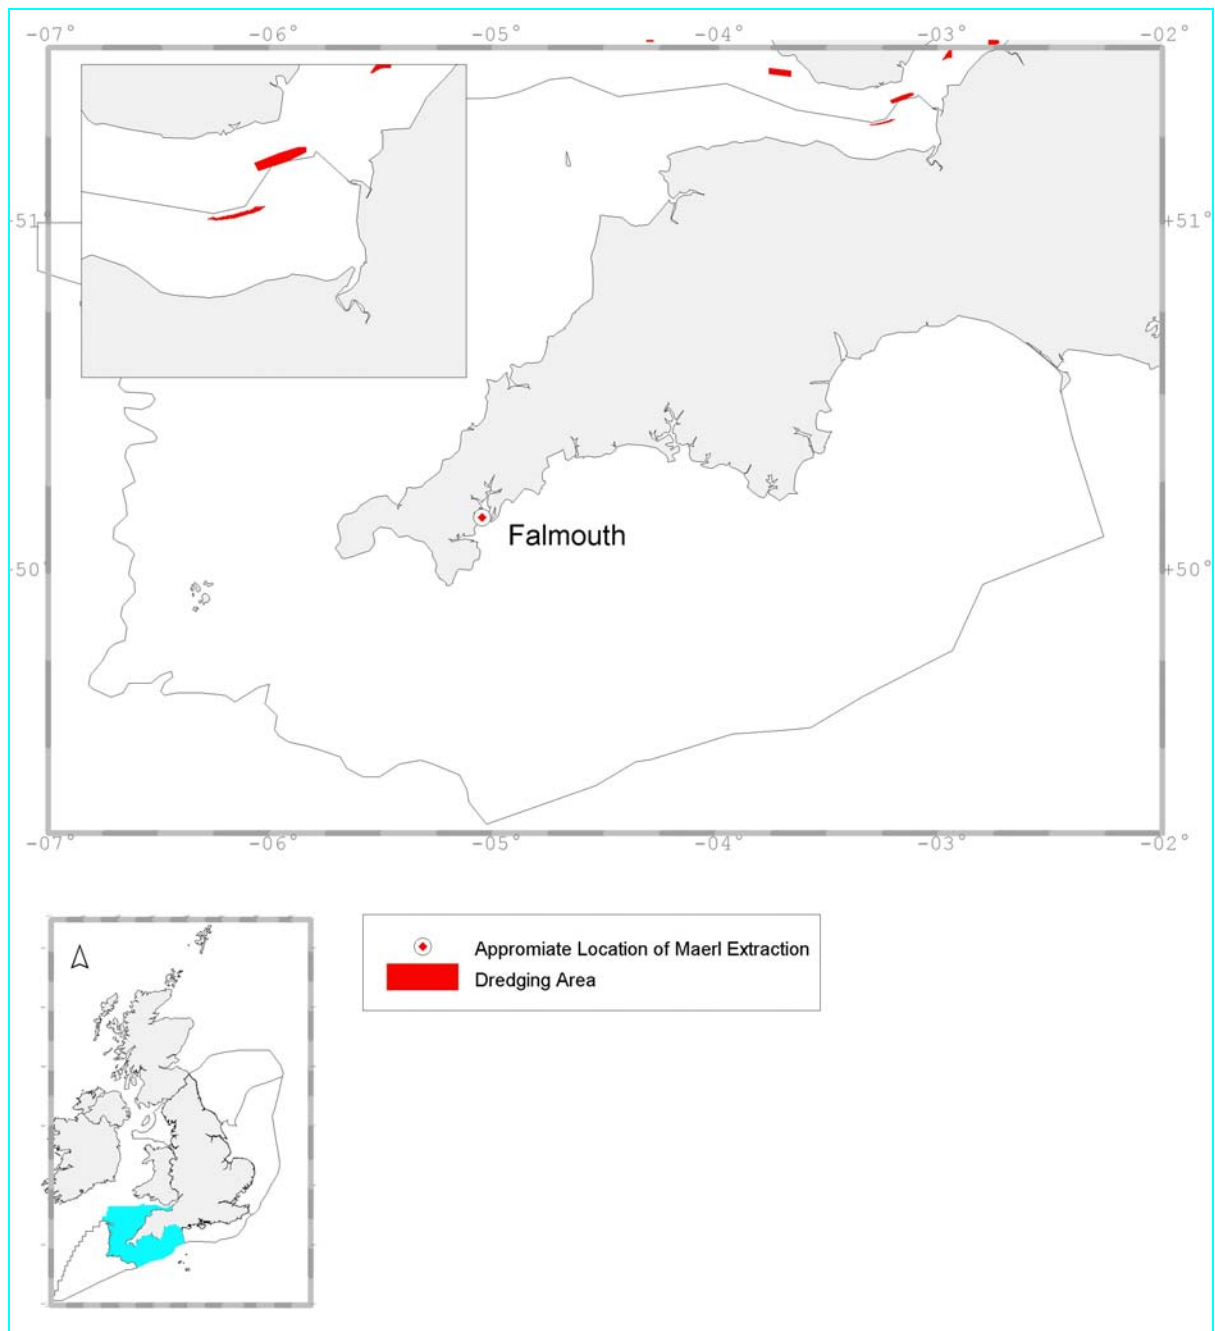 -07° -06° -05° -04° -03° -02°
+51° +51°
Falmouth
+50° +50°
-07° -06° -05° -04° -03° -02°
Appromiate Location of Maerl Extraction
Dredging Area